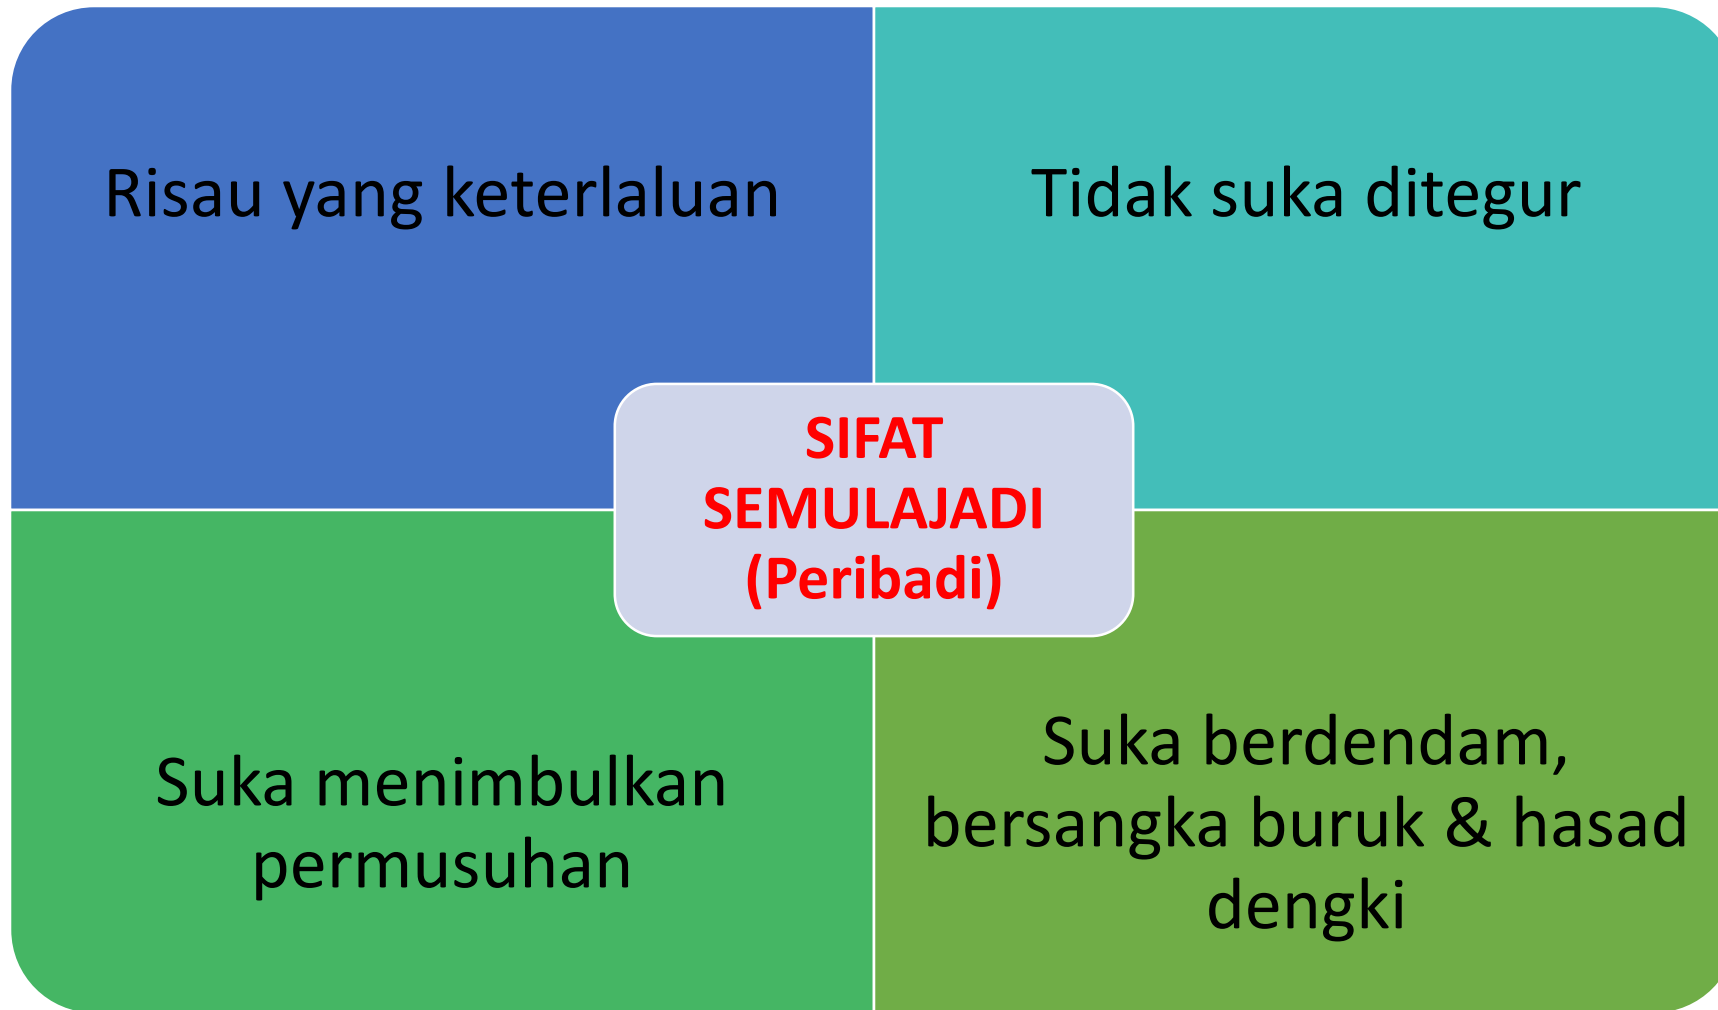 Risau yang keterlaluan
Tidak suka ditegur
SIFAT
SEMULAJADI
(Peribadi)
Suka menimbulkan
permusuhan
Suka berdendam,
bersangka buruk & hasad
dengki